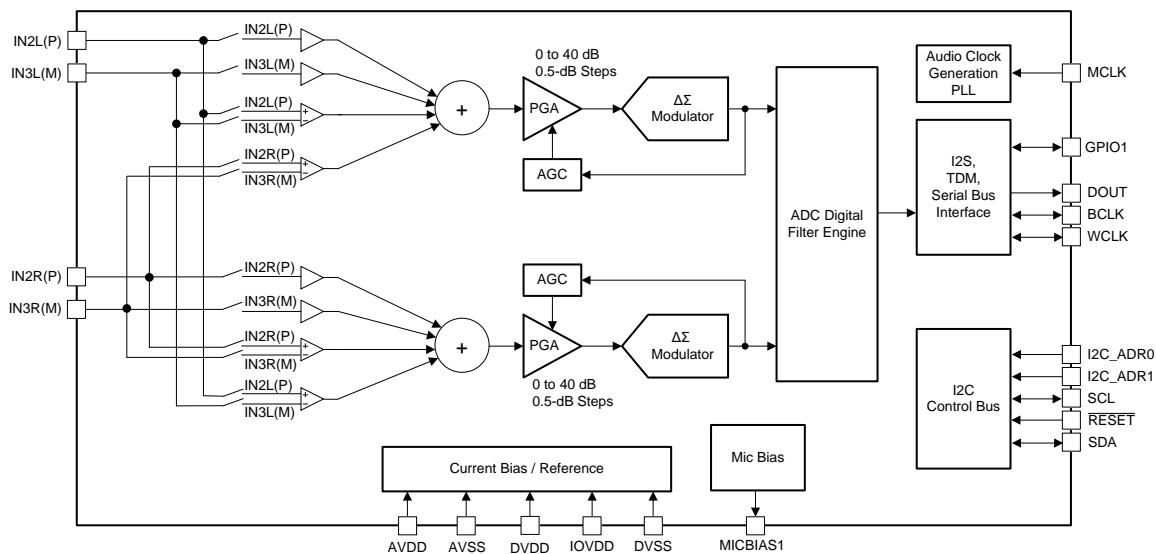 IN2L(P)
IN3L(M)
IN2L(P)
IN3L(M)
IN2L(P)
+
−
IN3L(M)
IN2R(P)
+
−
IN3R(M)
+
0 to 40 dB
0.5-dB Steps
PGA
ΔΣ
Modulator
AGC
IN2R(P)
IN3R(M)
IN2R(P)
IN3R(M)
IN2R(P)
+
−
IN3R(M)
IN2L(P)
+
−
IN3L(M)
+
AGC
PGA
ΔΣ
Modulator
0 to 40 dB
0.5-dB Steps
ADC Digital
Filter Engine
Audio Clock
Generation
PLL
MCLK
I2S,
TDM,
Serial Bus
Interface
GPIO1
DOUT
BCLK
WCLK
I2C
Control Bus
I2C_ADR0
I2C_ADR1
SCL
RESET
SDA
Current Bias / Reference
Mic Bias
AVDD
AVSS
DVDD
IOVDD
DVSS
MICBIAS1